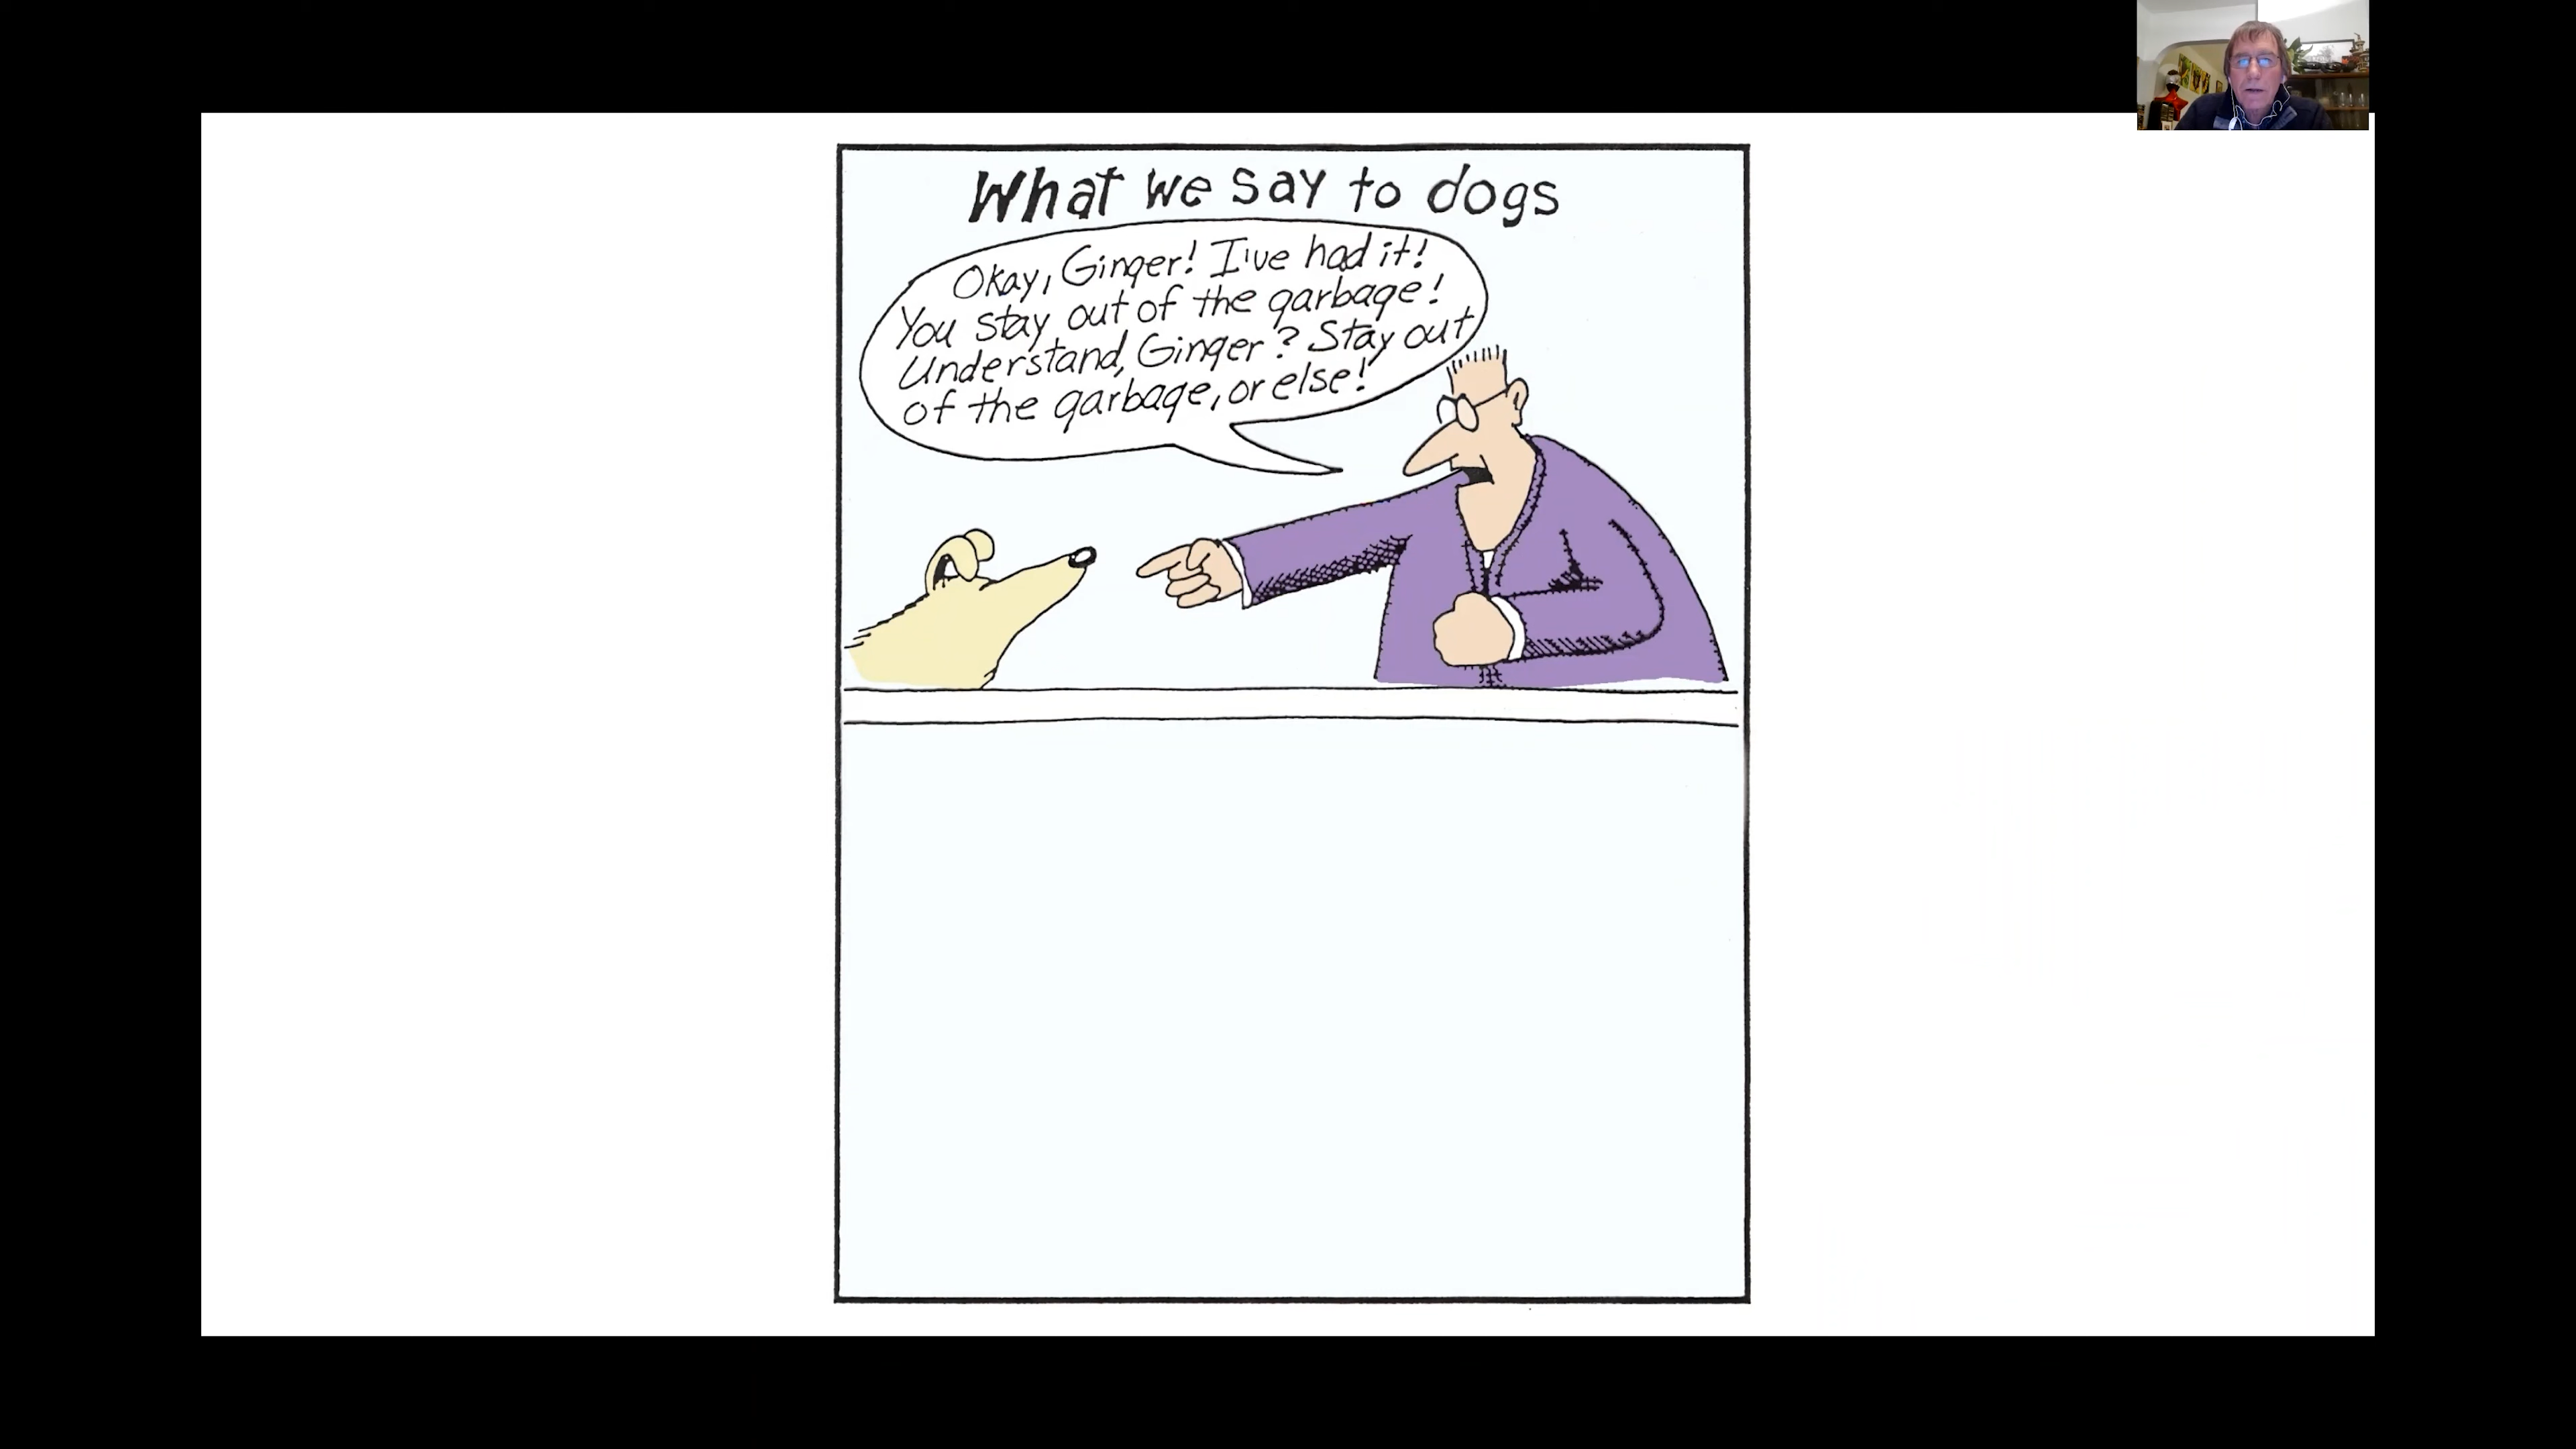 What we say to dogs
Okay, Ginger! I've had it!
You stay out of the garbage!
Understand, Ginger? Stay out
of the garbage, or else!